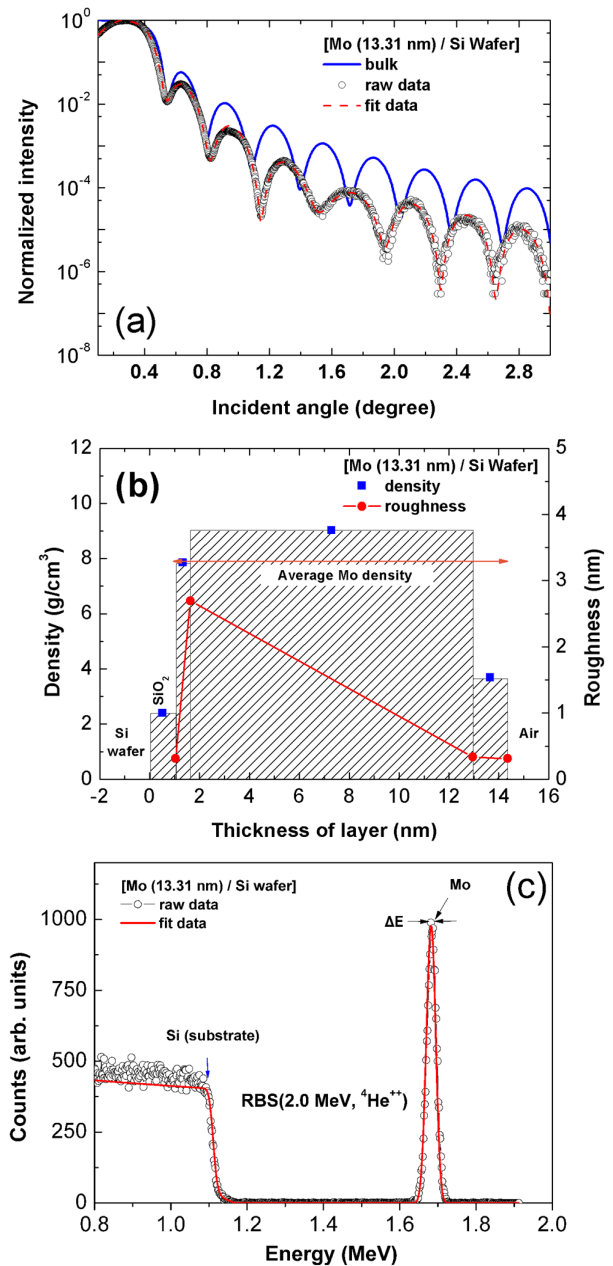 [Mo (13.31 nm) / Si Wafer]
bulk
raw data
fit data
10⁰
10⁻²
10⁻⁴
10⁻⁶
10⁻⁸
Normalized intensity
(a)
0.4 0.8 1.2 1.6 2.0 2.4 2.8
Incident angle (degree)
(b)
[Mo (13.31 nm) / Si Wafer]
density
roughness
12
10
8
6
4
2
0
Density (g/cm³)
5
4
3
2
1
0
Roughness (nm)
Average Mo density
SiO₂
Si
wafer
Air
-2 0 2 4 6 8 10 12 14 16
Thickness of layer (nm)
(c)
[Mo (13.31 nm) / Si wafer]
raw data
fit data
Mo
ΔE
1000
750
500
250
0
Counts (arb. units)
Si (substrate)
RBS(2.0 MeV, ⁴He⁺⁺)
0.8 1.0 1.2 1.4 1.6 1.8 2.0
Energy (MeV)